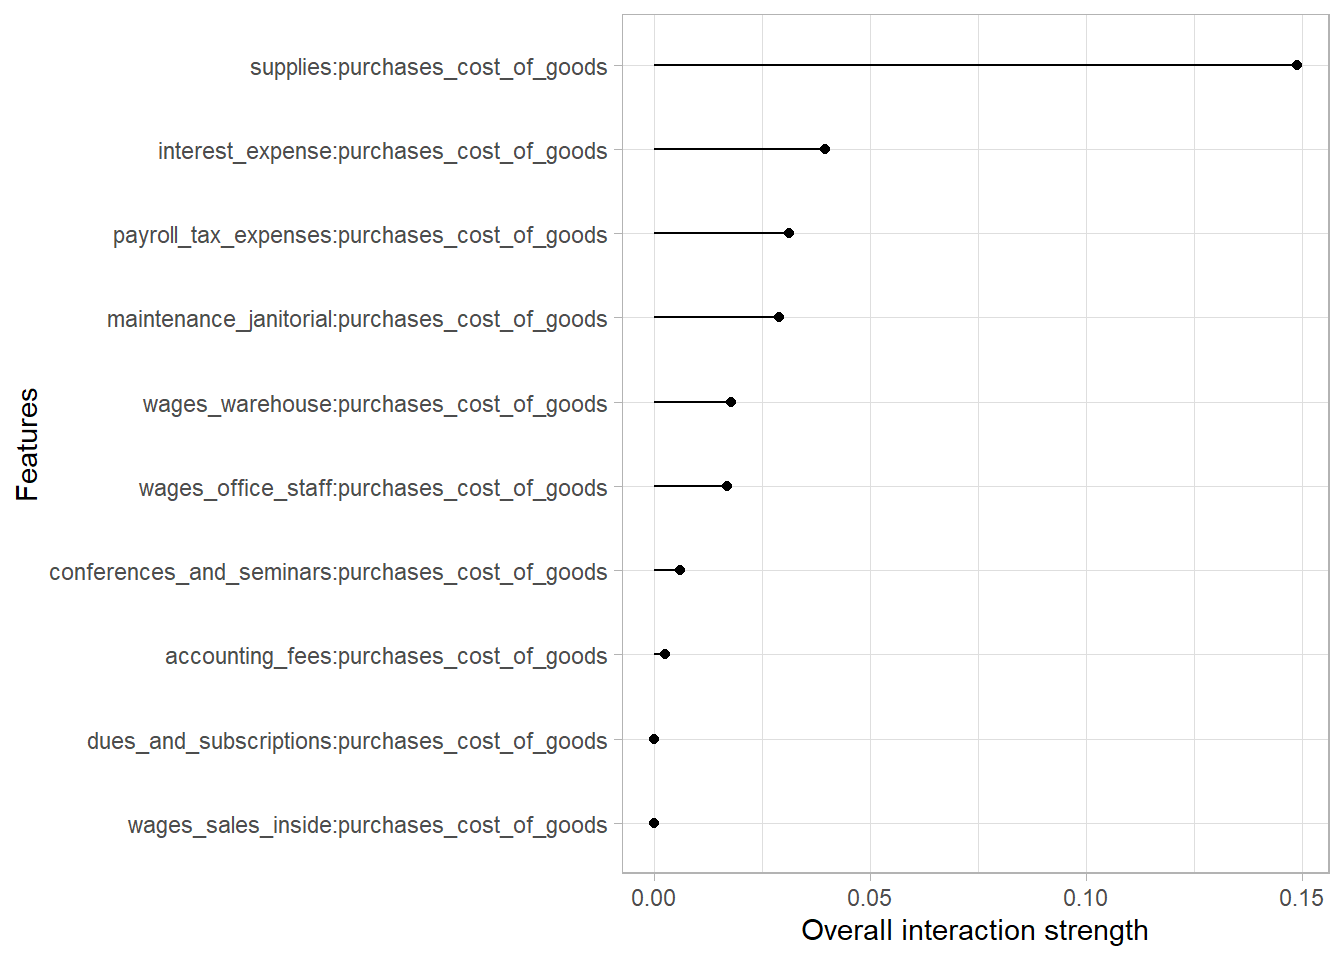 supplies:purchases_cost_of_goods
interest_expense:purchases_cost_of_goods
payroll_tax_expenses:purchases_cost_of_goods
maintenance_janitorial:purchases_cost_of_goods
wages_warehouse:purchases_cost_of_goods
wages_office_staff:purchases_cost_of_goods
conferences_and_seminars:purchases_cost_of_goods
accounting_fees:purchases_cost_of_goods
dues_and_subscriptions:purchases_cost_of_goods
wages_sales_inside:purchases_cost_of_goods
Features
0.00 0.05 0.10 0.15
Overall interaction strength